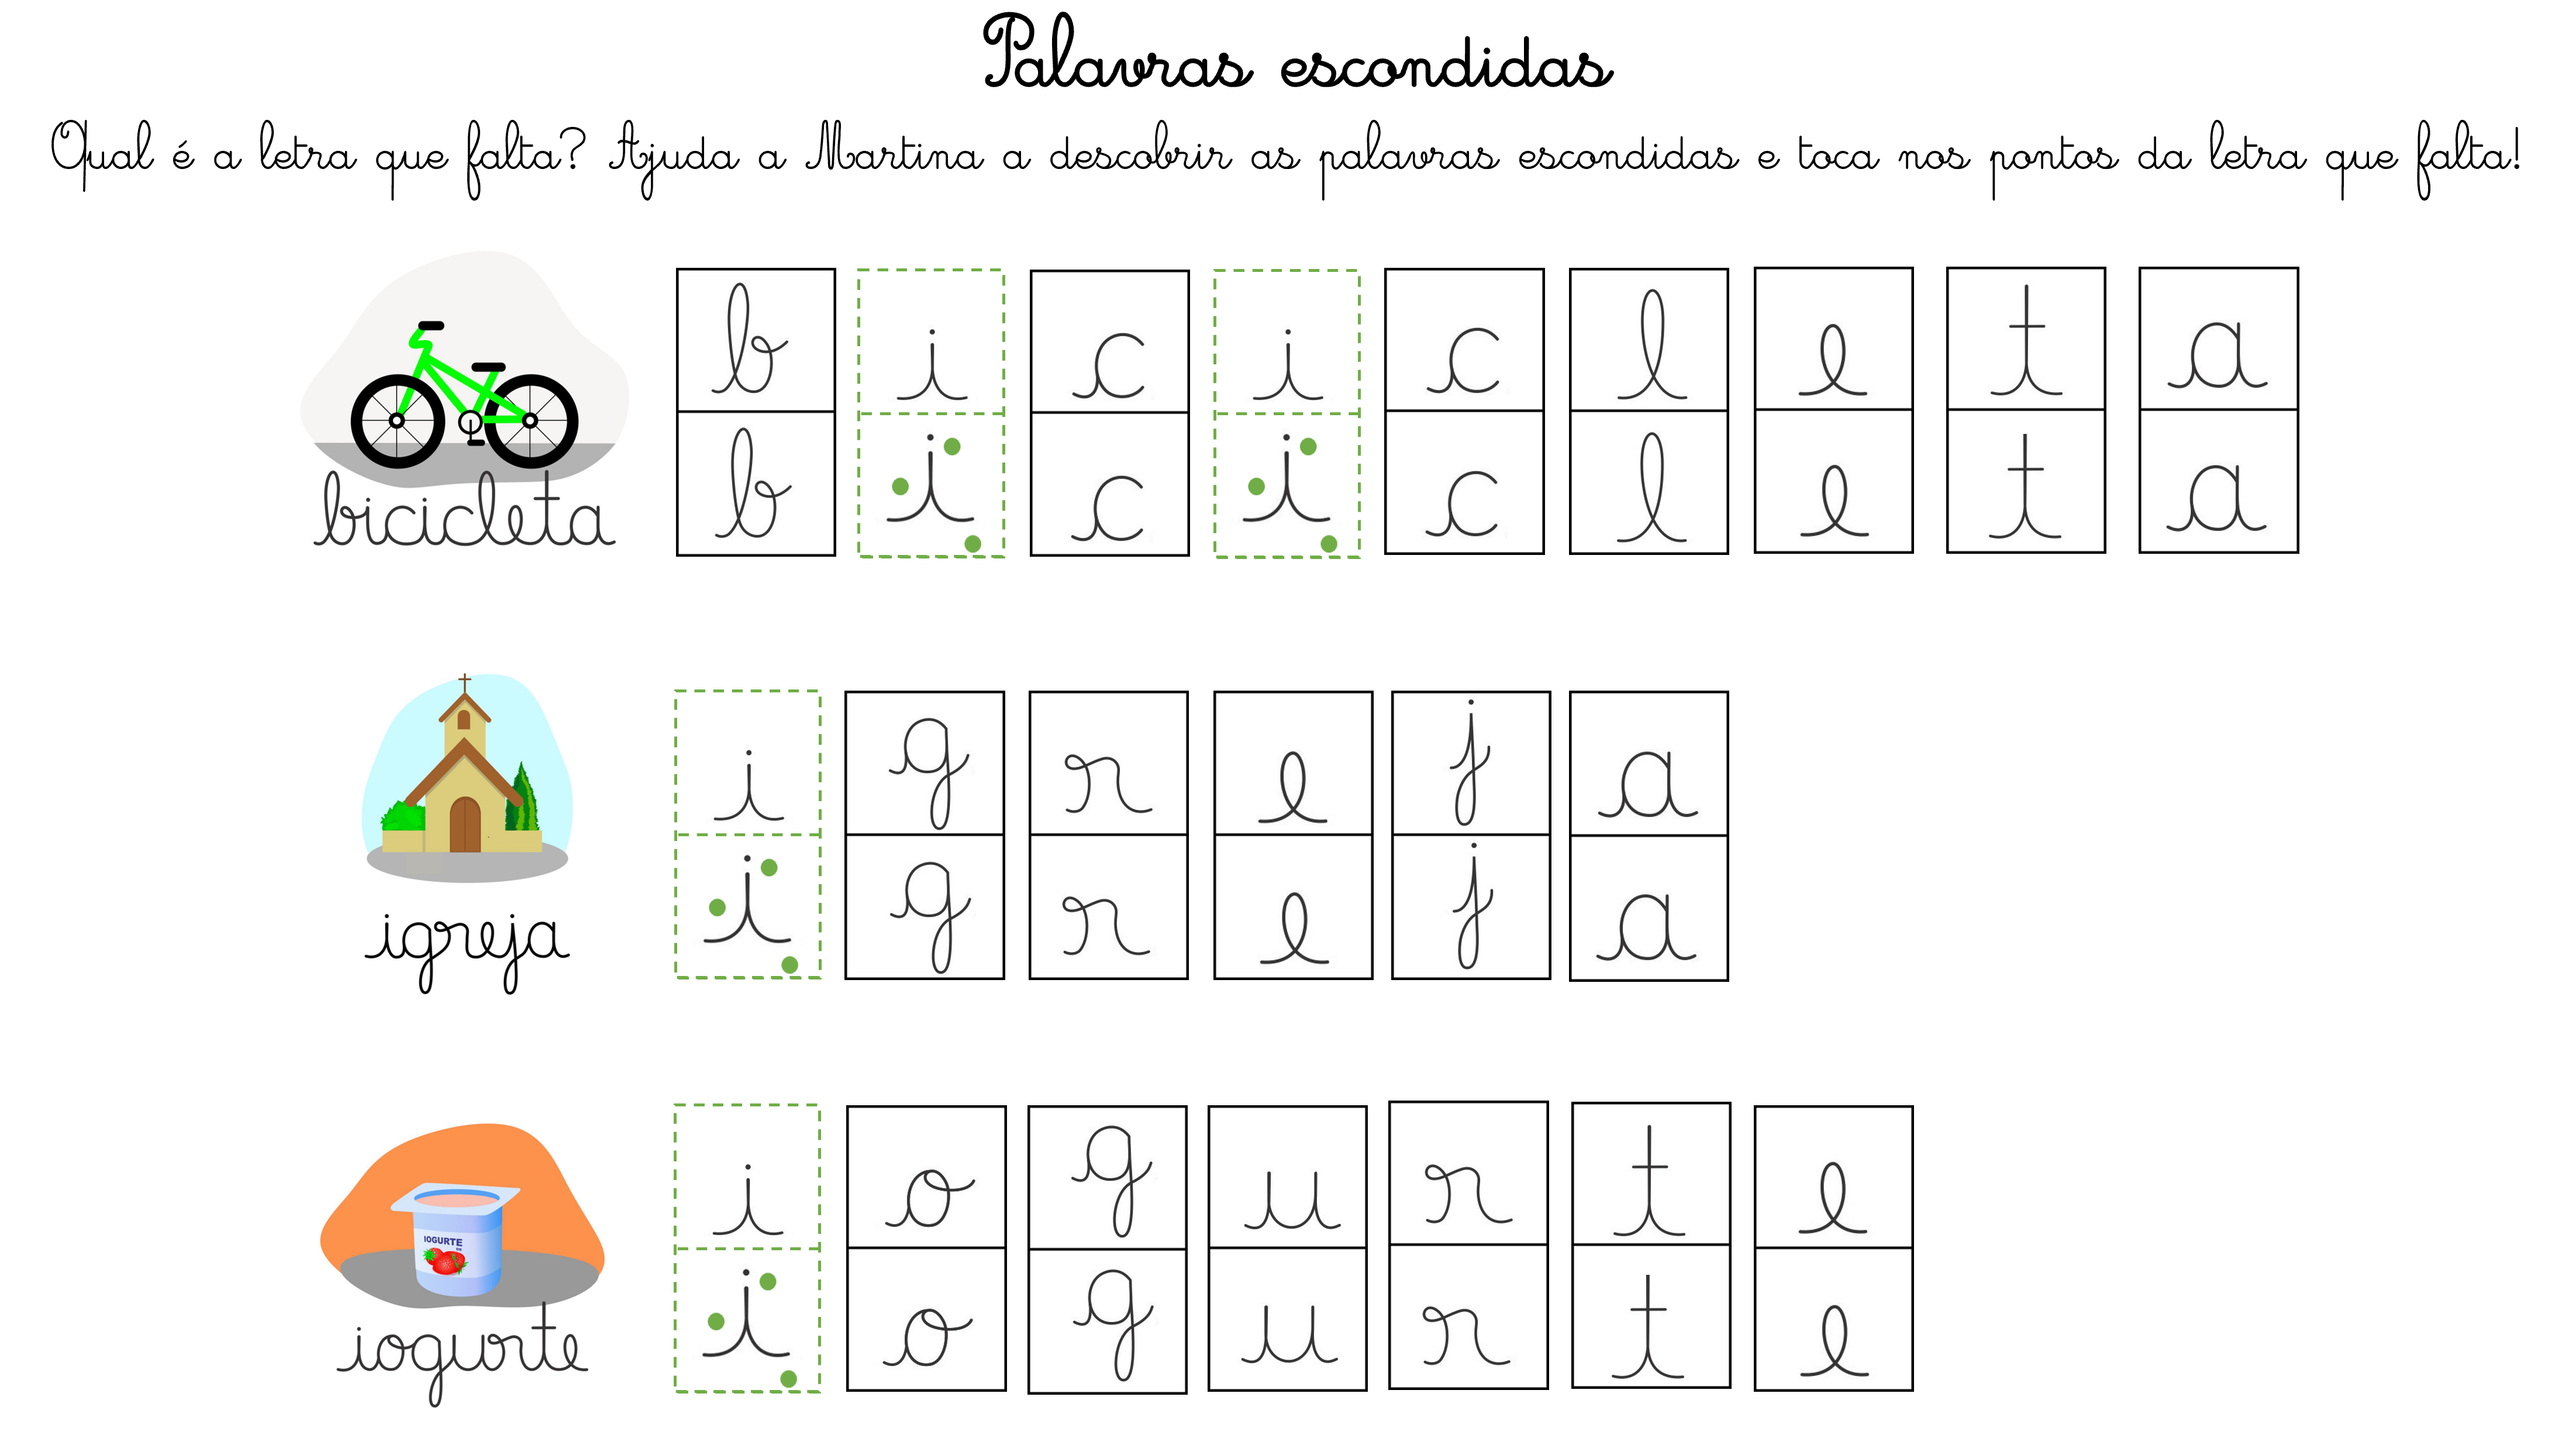 Palavras escondidas
Qual é a letra que falta? Ajuda a Martina a descobrir as palavras escondidas e toca nos pontos da letra que falta!
b i c i c l e t a
b i c i c l e t a
bicicleta
i g r e j a
i g r e j a
igreja
i o g u r t e
IOGURTE
i o g u r t e
iogurte